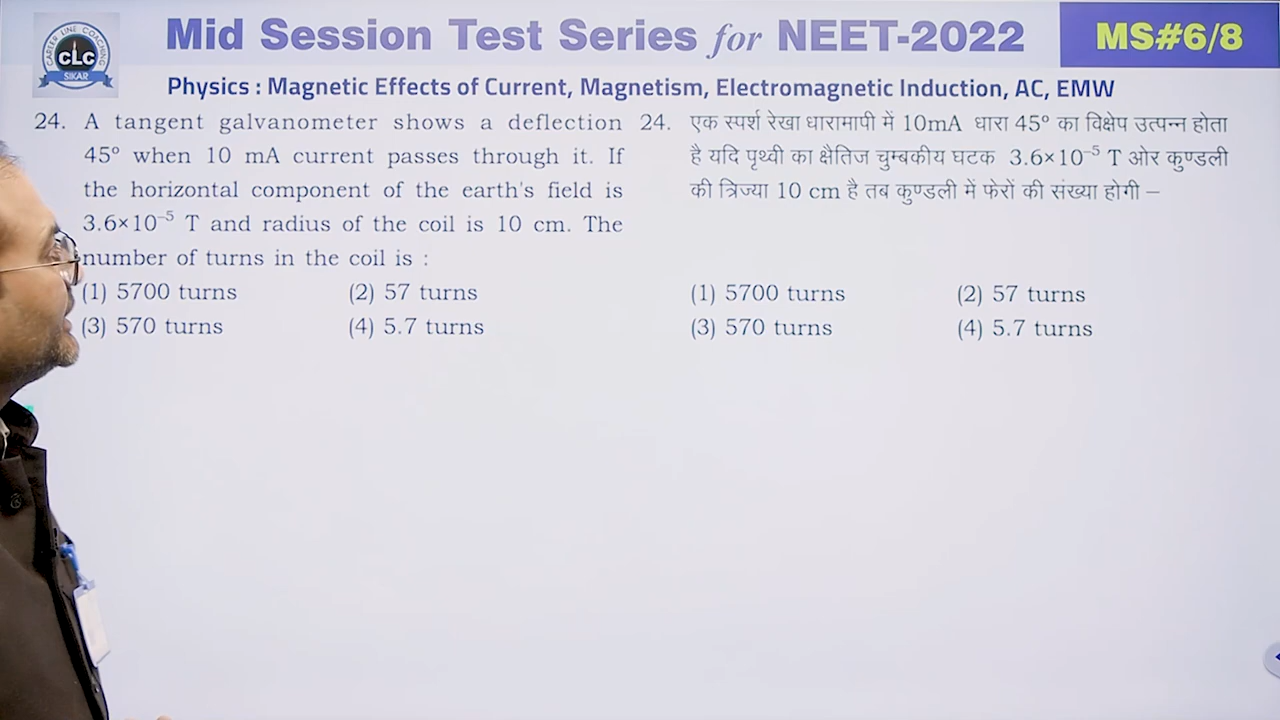 Mid Session Test Series for NEET-2022
MS#6/8
CAREER LINE COACHING
CLC
SIKAR
Physics : Magnetic Effects of Current, Magnetism, Electromagnetic Induction, AC, EMW
24. A tangent galvanometer shows a deflection
45° when 10 mA current passes through it. If
the horizontal component of the earth's field is
3.6×10⁻⁵ T and radius of the coil is 10 cm. The
number of turns in the coil is :
(1) 5700 turns (2) 57 turns
(3) 570 turns (4) 5.7 turns
24. एक स्पर्श रेखा धारामापी में 10mA धारा 45° का विक्षेप उत्पन्न होता
है यदि पृथ्वी का क्षैतिज चुम्बकीय घटक 3.6×10⁻⁵ T ओर कुण्डली
की त्रिज्या 10 cm है तब कुण्डली में फेरों की संख्या होगी –
(1) 5700 turns (2) 57 turns
(3) 570 turns (4) 5.7 turns